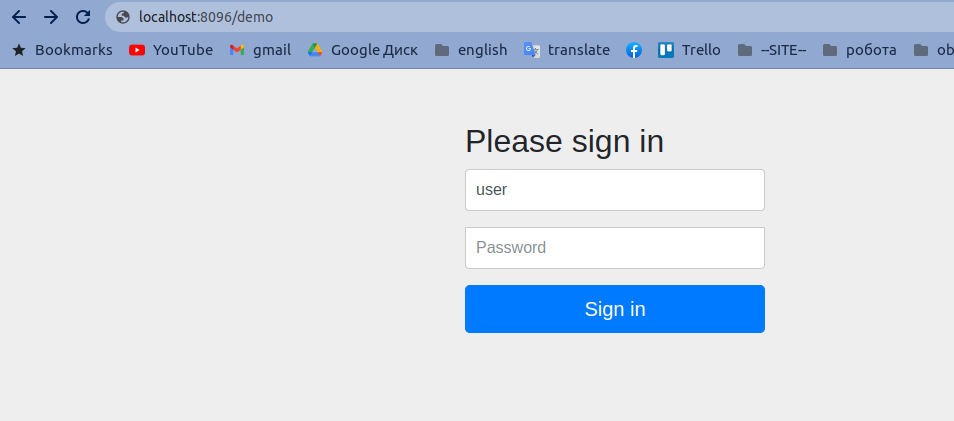 localhost:8096/demo
Bookmarks YouTube gmail Google Диск english translate Trello --SITE-- робота ob
Please sign in
user
Password
Sign in